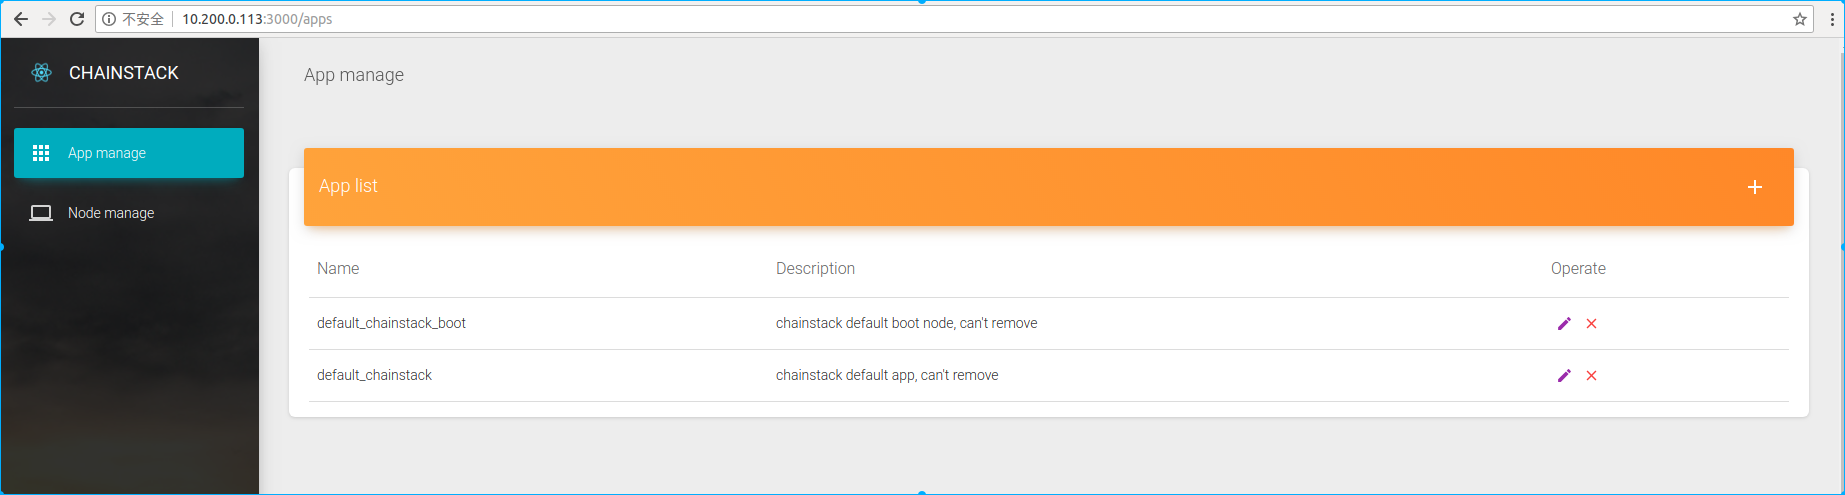 不安全 10.200.0.113:3000/apps
CHAINSTACK
App manage
Node manage
App manage
App list
Name Description Operate
default_chainstack_boot chainstack default boot node, can't remove
default_chainstack chainstack default app, can't remove